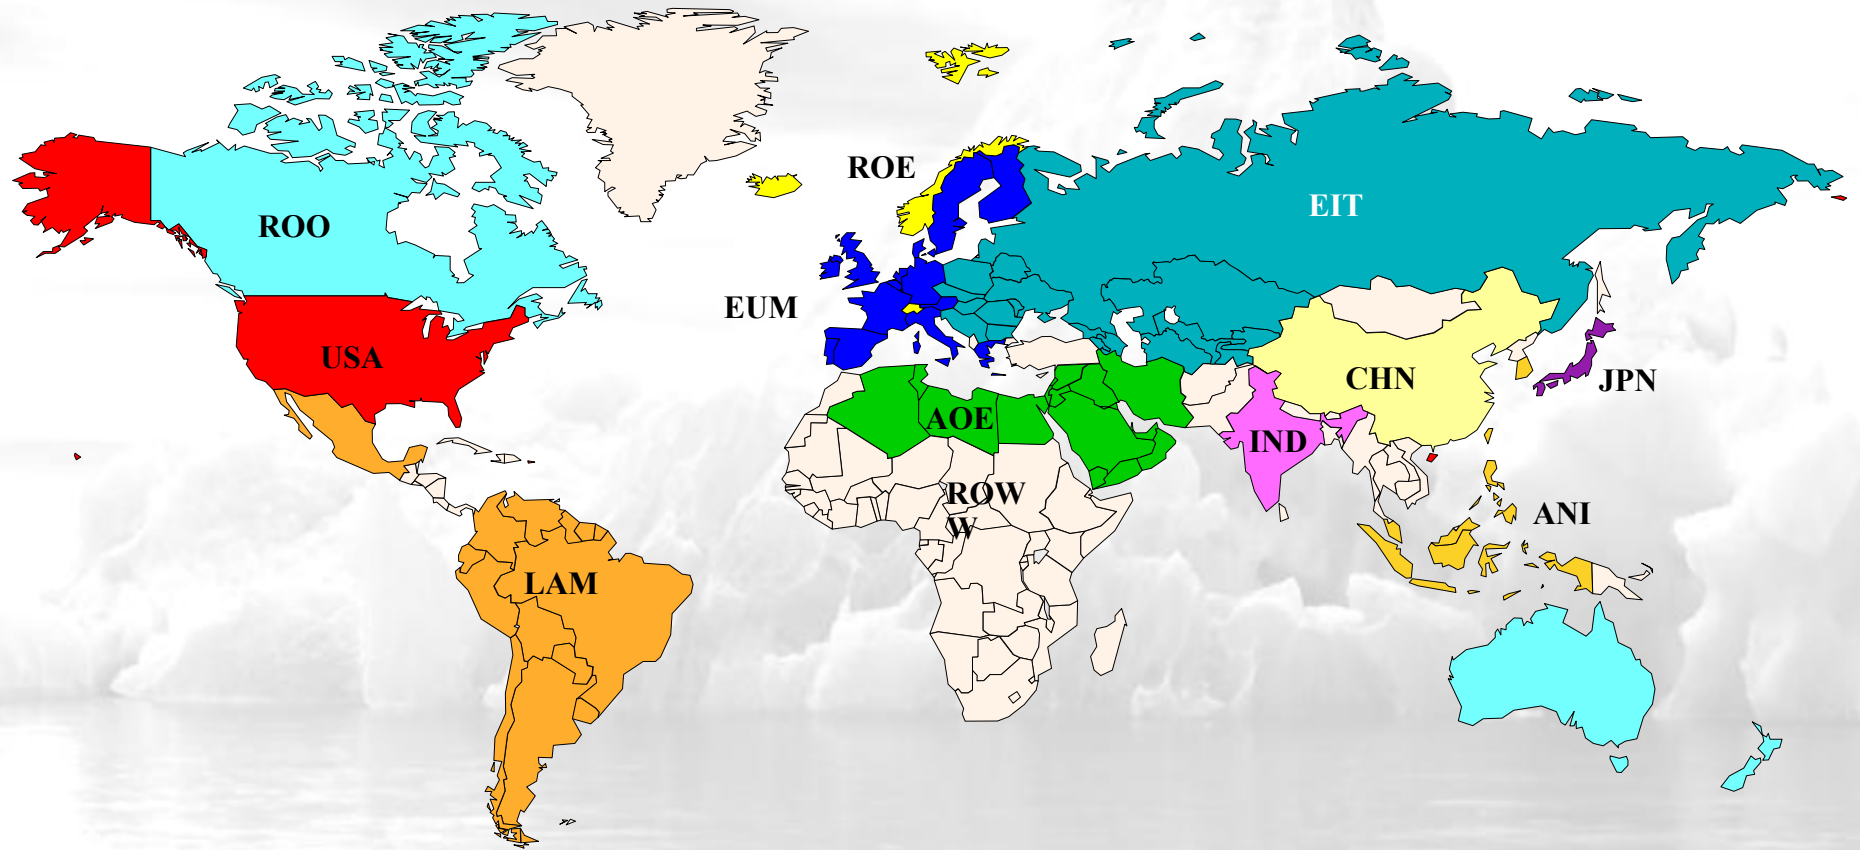 ROE
EIT
ROO
EUM
USA
CHN
JPN
AOE
IND
ROW
W
ANI
LAM